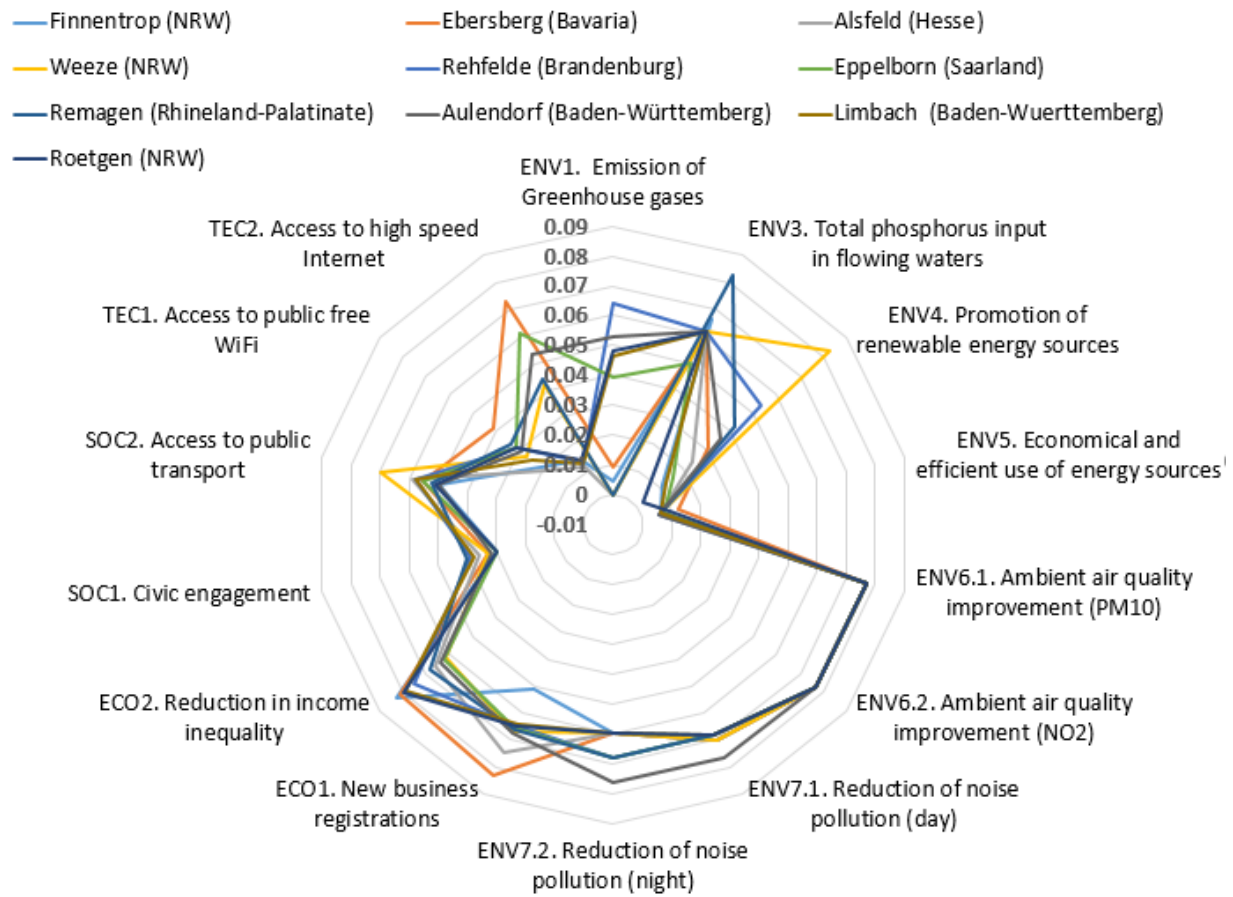 Finnentrop (NRW)
Ebersberg (Bavaria)
Alsfeld (Hesse)
Weeze (NRW)
Rehfelde (Brandenburg)
Eppelborn (Saarland)
Remagen (Rhineland-Palatinate)
Aulendorf (Baden-Württemberg)
Limbach (Baden-Wuerttemberg)
Roetgen (NRW)
ENV1. Emission of
Greenhouse gases
ENV3. Total phosphorus input
in flowing waters
ENV4. Promotion of
renewable energy sources
ENV5. Economical and
efficient use of energy sources
ENV6.1. Ambient air quality
improvement (PM10)
ENV6.2. Ambient air quality
improvement (NO2)
ENV7.1. Reduction of noise
pollution (day)
ENV7.2. Reduction of noise
pollution (night)
ECO1. New business
registrations
ECO2. Reduction in income
inequality
SOC1. Civic engagement
SOC2. Access to public
transport
TEC1. Access to public free
WiFi
TEC2. Access to high speed
Internet
0.09
0.08
0.07
0.06
0.05
0.04
0.03
0.02
0.01
0
-0.01